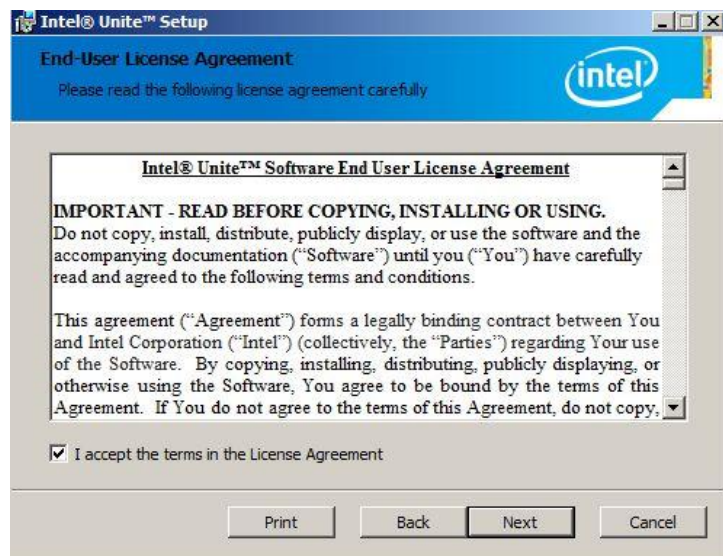 Intel® Unite™ Setup
End-User License Agreement
Please read the following license agreement carefully
intel
Intel® Unite™ Software End User License Agreement
IMPORTANT - READ BEFORE COPYING, INSTALLING OR USING.
Do not copy, install, distribute, publicly display, or use the software and the
accompanying documentation (“Software”) until you (“You”) have carefully
read and agreed to the following terms and conditions.
This agreement (“Agreement”) forms a legally binding contract between You
and Intel Corporation (“Intel”) (collectively, the “Parties”) regarding Your use
of the Software. By copying, installing, distributing, publicly displaying, or
otherwise using the Software, You agree to be bound by the terms of this
Agreement. If You do not agree to the terms of this Agreement, do not copy,
I accept the terms in the License Agreement
Print Back Next Cancel